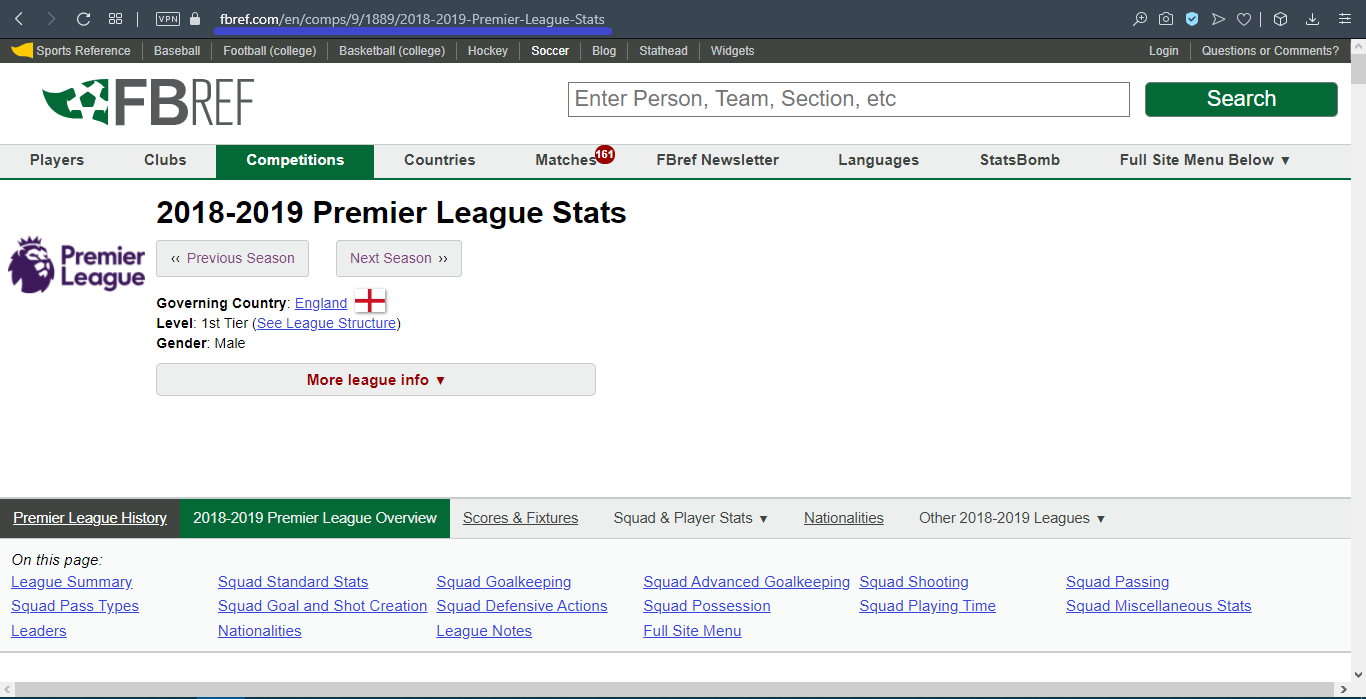 VPN fbref.com/en/comps/9/1889/2018-2019-Premier-League-Stats
Sports Reference Baseball Football (college) Basketball (college) Hockey Soccer Blog Stathead Widgets Login Questions or Comments?
FBREF
Enter Person, Team, Section, etc Search
Players Clubs Competitions Countries Matches 161 FBref Newsletter Languages StatsBomb Full Site Menu Below ▼
2018-2019 Premier League Stats
Premier League
‹‹ Previous Season Next Season ››
Governing Country: England
Level: 1st Tier (See League Structure)
Gender: Male
More league info ▼
Premier League History 2018-2019 Premier League Overview Scores & Fixtures Squad & Player Stats ▼ Nationalities Other 2018-2019 Leagues ▼
On this page:
League Summary Squad Standard Stats Squad Goalkeeping Squad Advanced Goalkeeping Squad Shooting Squad Passing
Squad Pass Types Squad Goal and Shot Creation Squad Defensive Actions Squad Possession Squad Playing Time Squad Miscellaneous Stats
Leaders Nationalities League Notes Full Site Menu